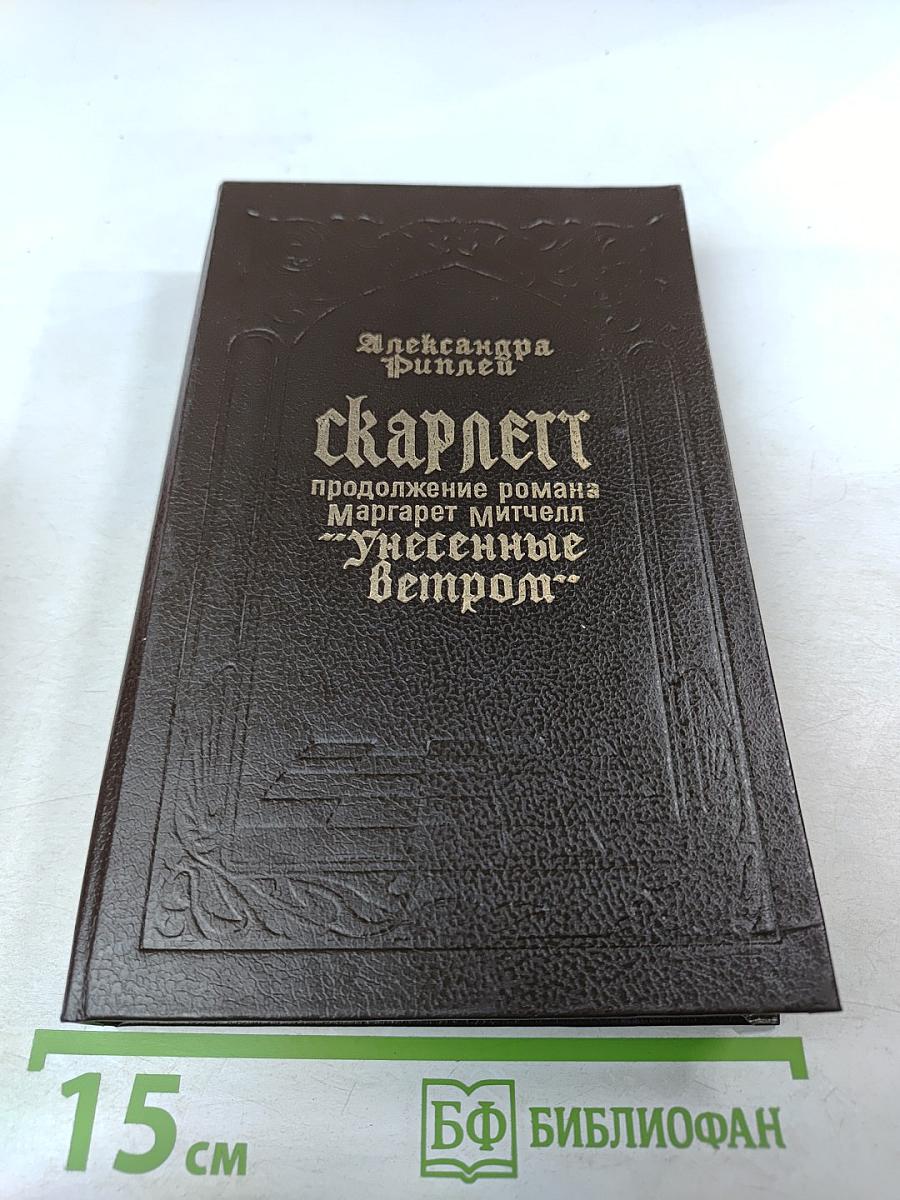 Александра
Риплей
Скарлетт
продолжение романа
Маргарет Митчелл
"Унесенные
ветром"
15 см
БФ БИБЛИОФАН